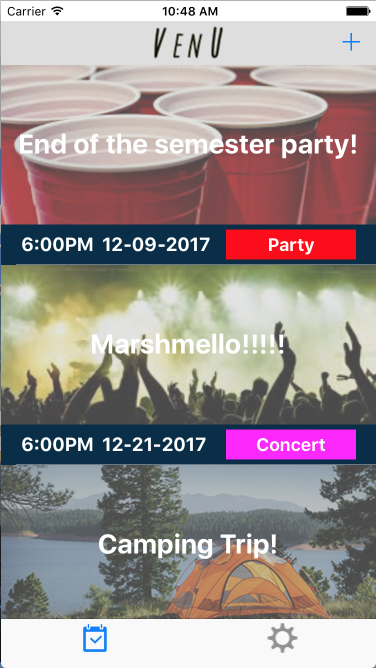 Carrier 10:48 AM
VENU
End of the semester party!
6:00PM 12-09-2017 Party
Marshmello!!!!!
6:00PM 12-21-2017 Concert
Camping Trip!